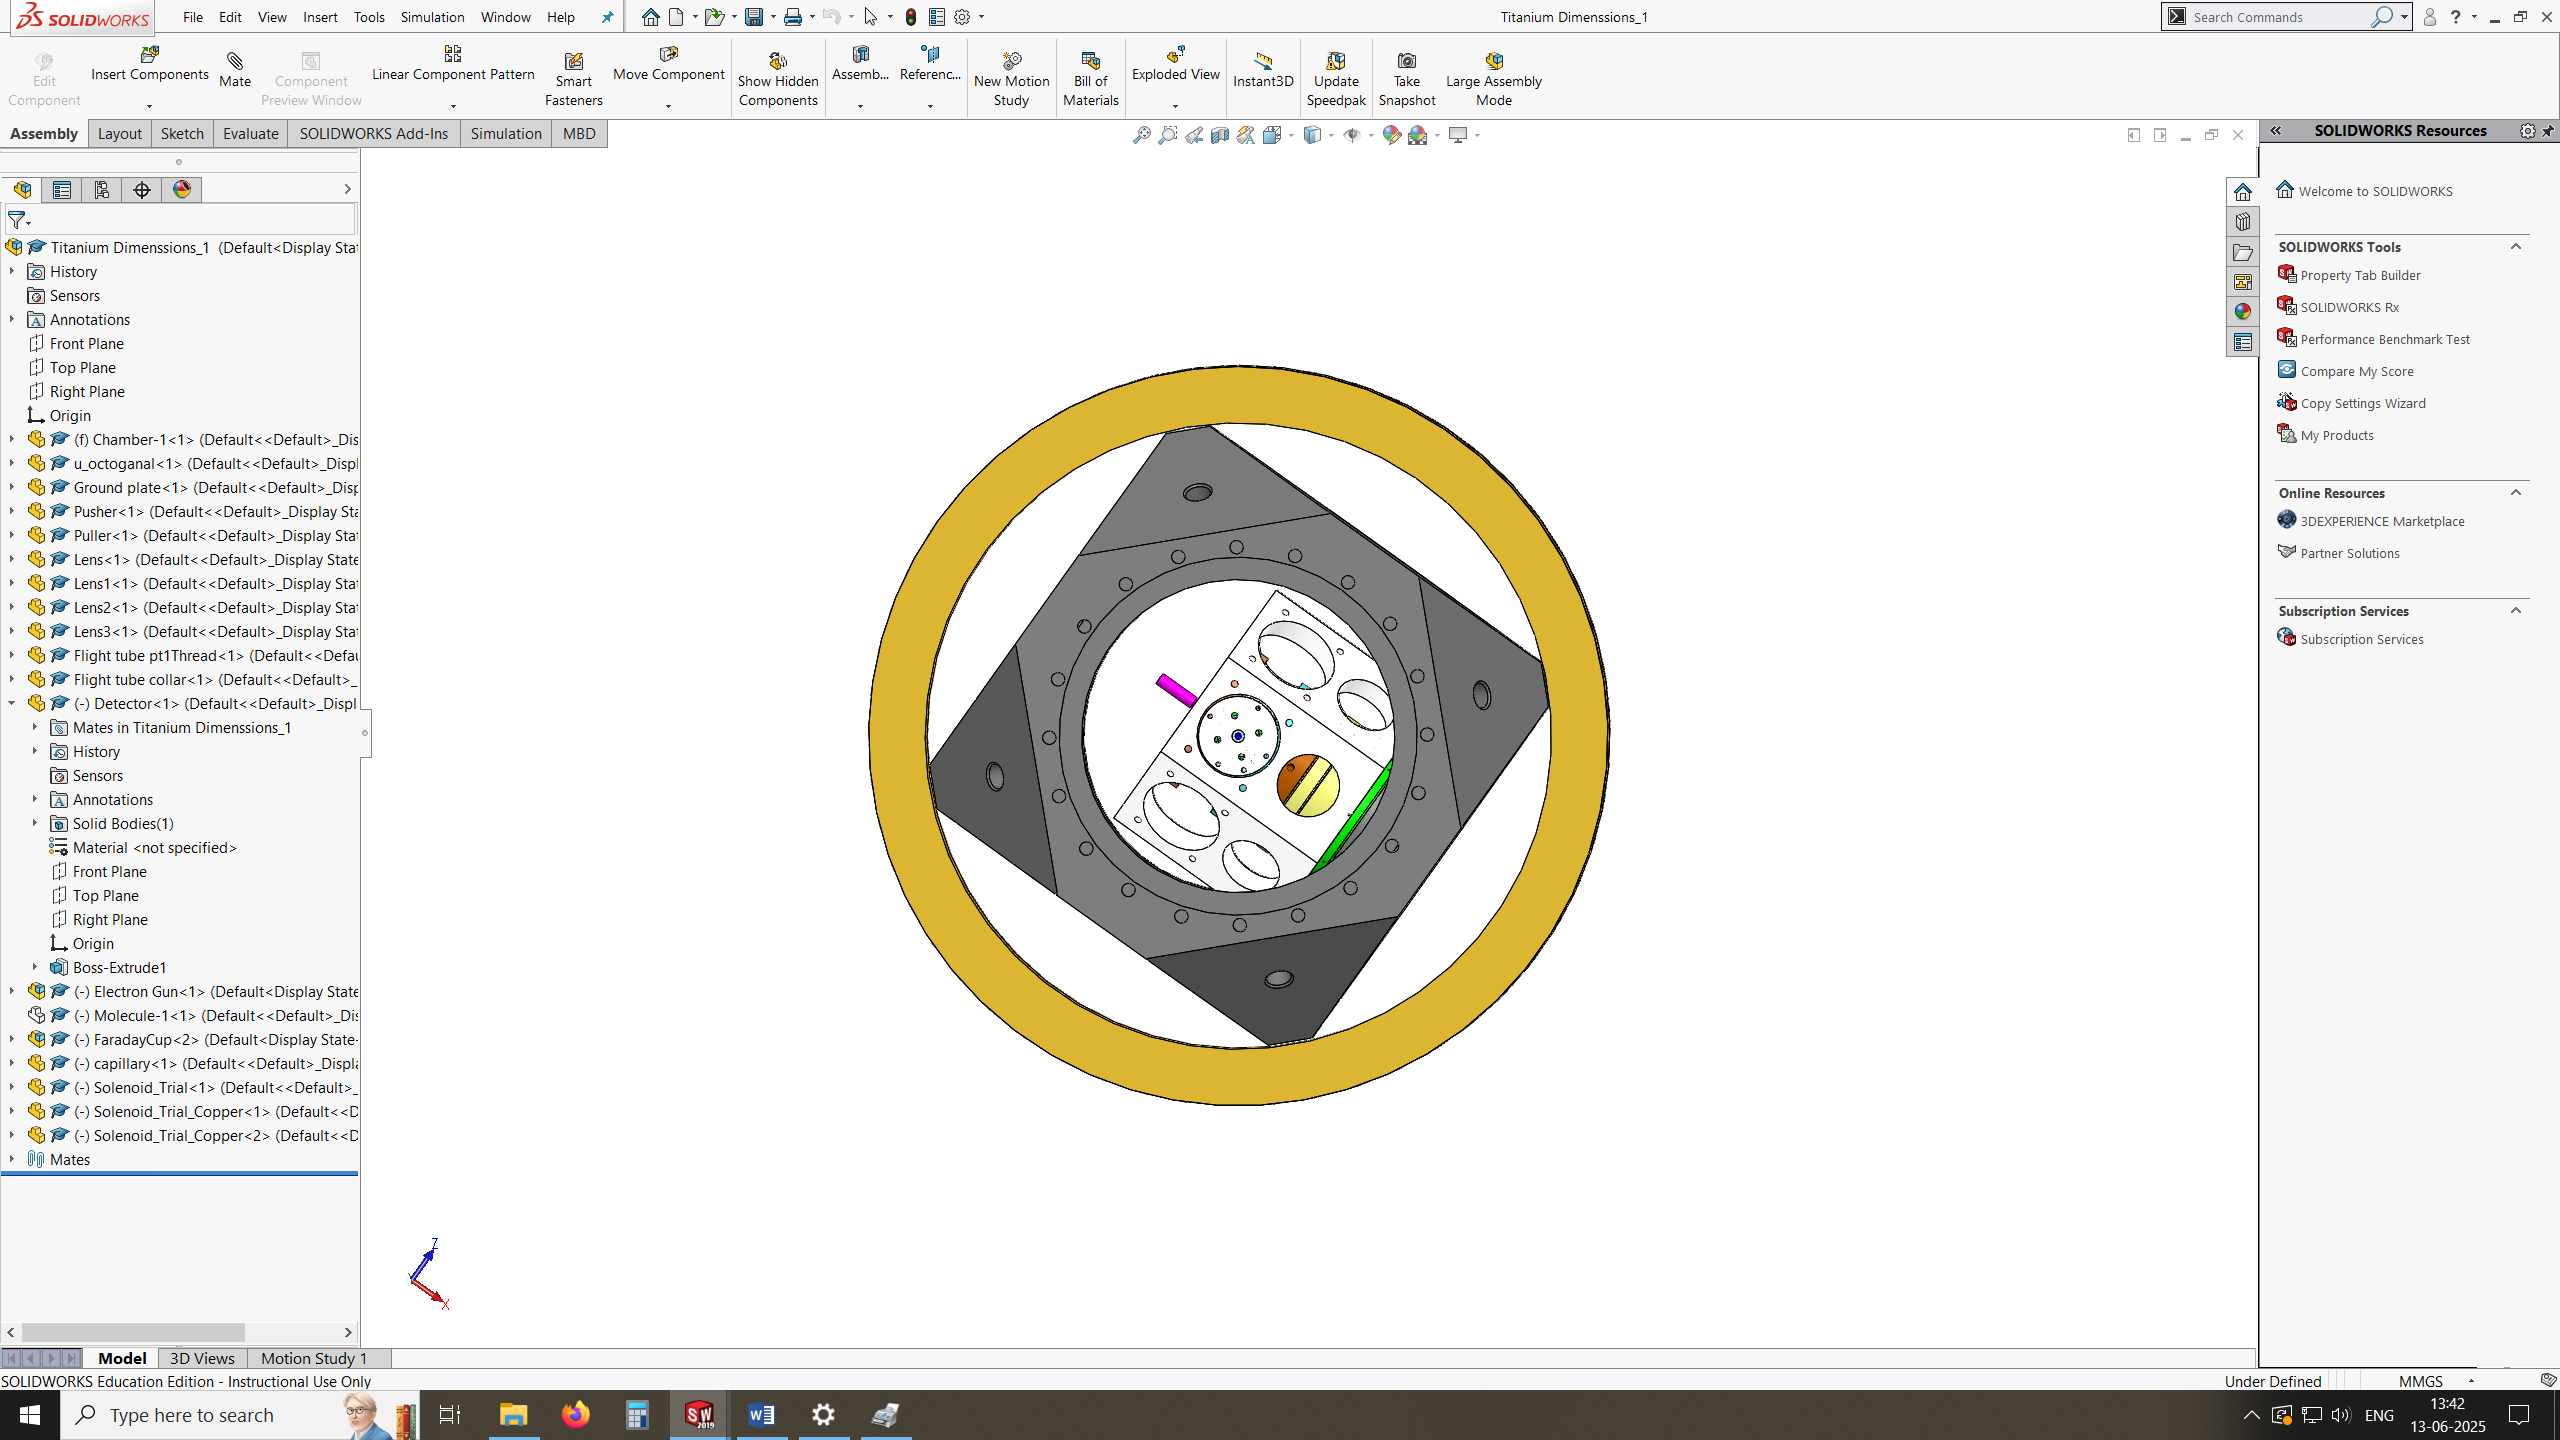 SOLIDWORKS
File Edit View Insert Tools Simulation Window Help
Titanium Dimenssions_1
Search Commands
Edit Component
Insert Components
Mate
Component Preview Window
Linear Component Pattern
Smart Fasteners
Move Component
Show Hidden Components
Assemb...
Referenc...
New Motion Study
Bill of Materials
Exploded View
Instant3D
Update Speedpak
Take Snapshot
Large Assembly Mode
Assembly Layout Sketch Evaluate SOLIDWORKS Add-Ins Simulation MBD
Titanium Dimenssions_1 (Default<Display Sta
History
Sensors
Annotations
Front Plane
Top Plane
Right Plane
Origin
(f) Chamber-1<1> (Default<<Default>_Dis
u_octoganal<1> (Default<<Default>_Displ
Ground plate<1> (Default<<Default>_Disp
Pusher<1> (Default<<Default>_Display Sta
Puller<1> (Default<<Default>_Display Stat
Lens<1> (Default<<Default>_Display State
Lens1<1> (Default<<Default>_Display Sta
Lens2<1> (Default<<Default>_Display Sta
Lens3<1> (Default<<Default>_Display Sta
Flight tube pt1Thread<1> (Default<<Defau
Flight tube collar<1> (Default<<Default>_
(-) Detector<1> (Default<<Default>_Displ
Mates in Titanium Dimenssions_1
History
Sensors
Annotations
Solid Bodies(1)
Material <not specified>
Front Plane
Top Plane
Right Plane
Origin
Boss-Extrude1
(-) Electron Gun<1> (Default<Display State
(-) Molecule-1<1> (Default<<Default>_Dis
(-) FaradayCup<2> (Default<Display State-
(-) capillary<1> (Default<<Default>_Displa
(-) Solenoid_Trial<1> (Default<<Default>_
(-) Solenoid_Trial_Copper<1> (Default<<D
(-) Solenoid_Trial_Copper<2> (Default<<D
Mates
Z
X
SOLIDWORKS Resources
Welcome to SOLIDWORKS
SOLIDWORKS Tools
Property Tab Builder
SOLIDWORKS Rx
Performance Benchmark Test
Compare My Score
Copy Settings Wizard
My Products
Online Resources
3DEXPERIENCE Marketplace
Partner Solutions
Subscription Services
Subscription Services
Model 3D Views Motion Study 1
SOLIDWORKS Education Edition - Instructional Use Only
Under Defined MMGS
Type here to search
SW 2019
ENG
13:42
13-06-2025